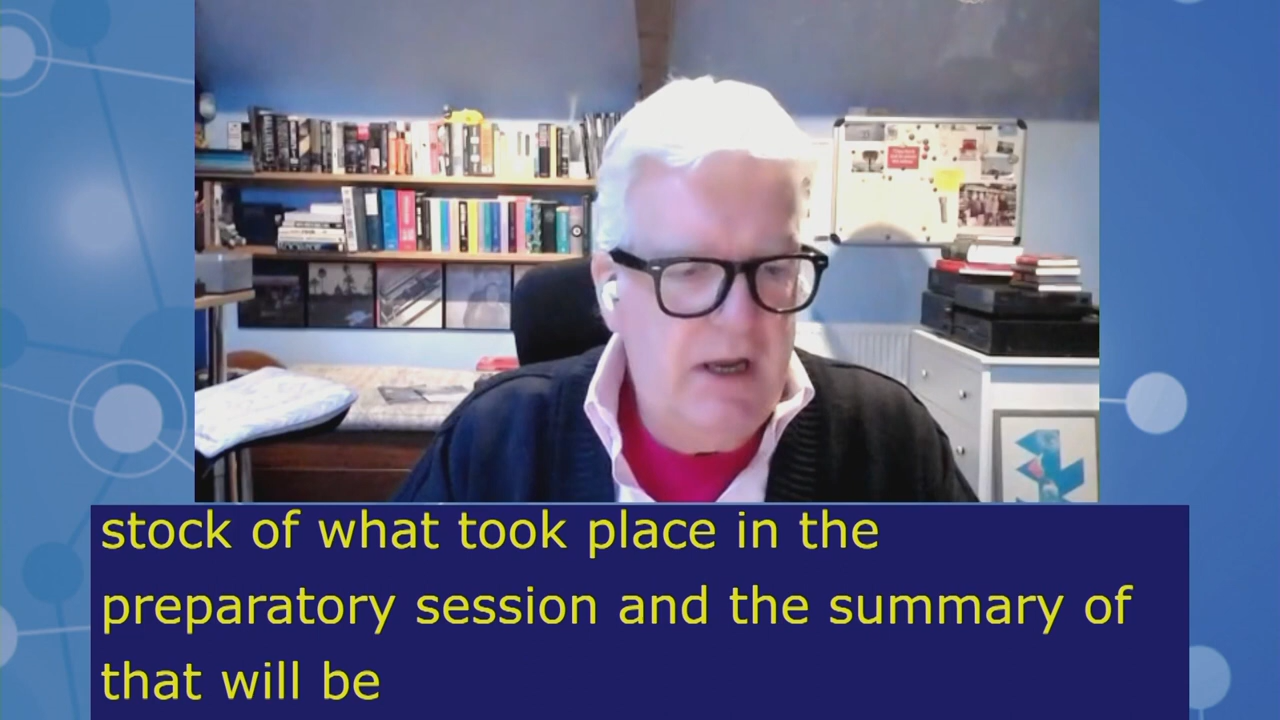 stock of what took place in the
preparatory session and the summary of
that will be